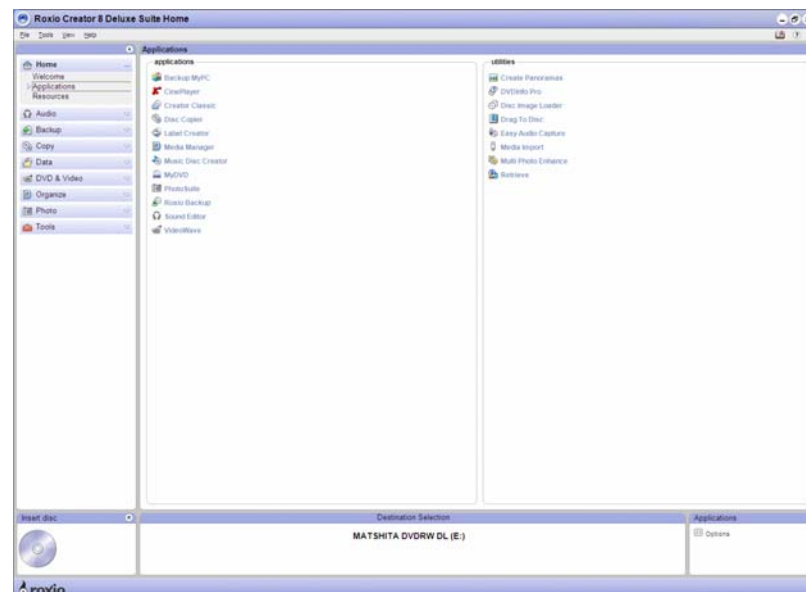 Roxio Creator 8 Deluxe Suite Home
File Tools View Help
Home
Welcome
Applications
Resources
Audio
Backup
Copy
Data
DVD & Video
Organize
Photo
Tools
Applications
applications
Backup MyPC
CinePlayer
Creator Classic
Disc Copier
Label Creator
Media Manager
Music Disc Creator
MyDVD
PhotoSuite
Roxio Backup
Sound Editor
VideoWave
utilities
Create Panoramas
DVDInfo Pro
Disc Image Loader
Drag To Disc
Easy Audio Capture
Media Import
Multi Photo Enhance
Retrieve
Insert disc
Destination Selection
MATSHITA DVDRW DL (E:)
Applications
Options
roxio